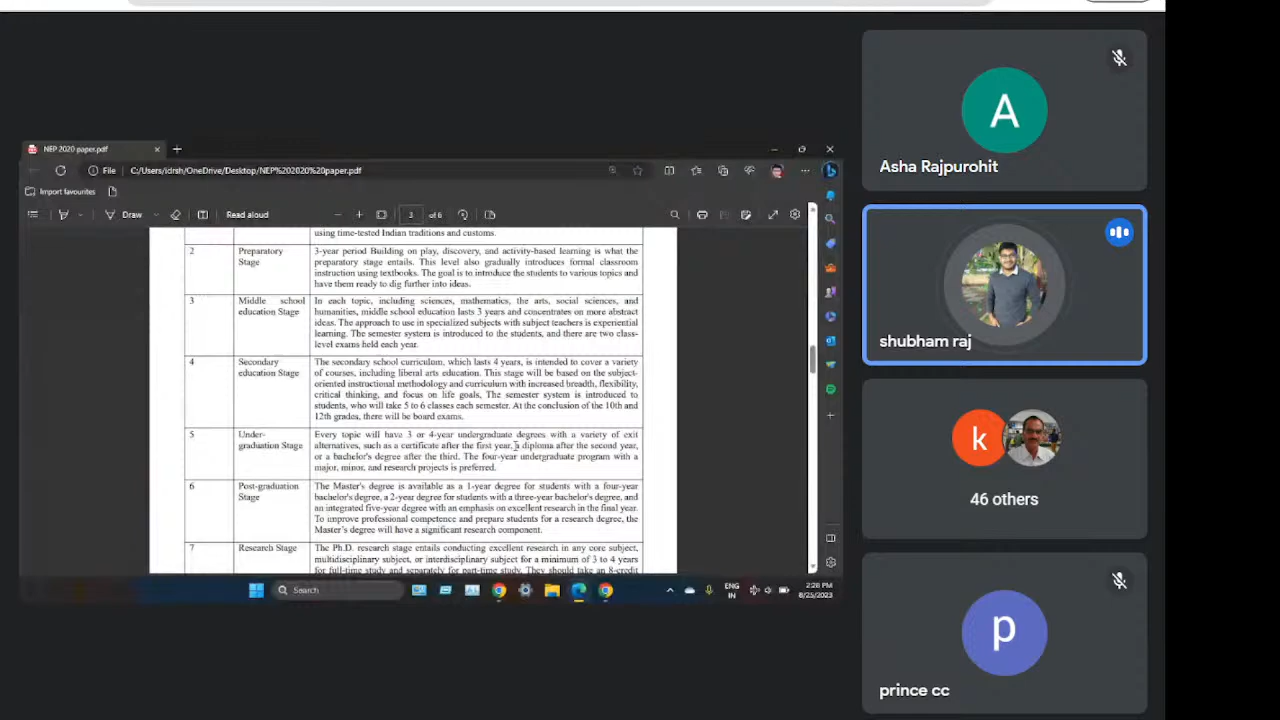 NEP 2020 paper.pdf
File C:/Users/idrsh/OneDrive/Desktop/NEP%202020%20paper.pdf
Import favourites
Draw Read aloud 3 of 6
using time-tested Indian traditions and customs.
2 Preparatory Stage 3-year period Building on play, discovery, and activity-based learning is what the
preparatory stage entails. This level also gradually introduces formal classroom
instruction using textbooks. The goal is to introduce the students to various topics and
have them ready to dig further into ideas.
3 Middle school education Stage In each topic, including sciences, mathematics, the arts, social sciences, and
humanities, middle school education lasts 3 years and concentrates on more abstract
ideas. The approach to use in specialized subjects with subject teachers is experiential
learning. The semester system is introduced to the students, and there are two class-
level exams held each year.
4 Secondary education Stage The secondary school curriculum, which lasts 4 years, is intended to cover a variety
of courses, including liberal arts education. This stage will be based on the subject-
oriented instructional methodology and curriculum with increased breadth, flexibility,
critical thinking, and focus on life goals, The semester system is introduced to
students, who will take 5 to 6 classes each semester. At the conclusion of the 10th and
12th grades, there will be board exams.
5 Under-graduation Stage Every topic will have 3 or 4-year undergraduate degrees with a variety of exit
alternatives, such as a certificate after the first year, a diploma after the second year,
or a bachelor's degree after the third. The four-year undergraduate program with a
major, minor, and research projects is preferred.
6 Post-graduation Stage The Master's degree is available as a 1-year degree for students with a four-year
bachelor's degree, a 2-year degree for students with a three-year bachelor's degree, and
an integrated five-year degree with an emphasis on excellent research in the final year.
To improve professional competence and prepare students for a research degree, the
Master's degree will have a significant research component.
7 Research Stage The Ph.D. research stage entails conducting excellent research in any core subject,
multidisciplinary subject, or interdisciplinary subject for a minimum of 3 to 4 years
for full-time study and separately for part-time study. They should take an 8-credit
Search
ENG
IN
2:26 PM
8/25/2023
A
Asha Rajpurohit
shubham raj
k
46 others
p
prince cc